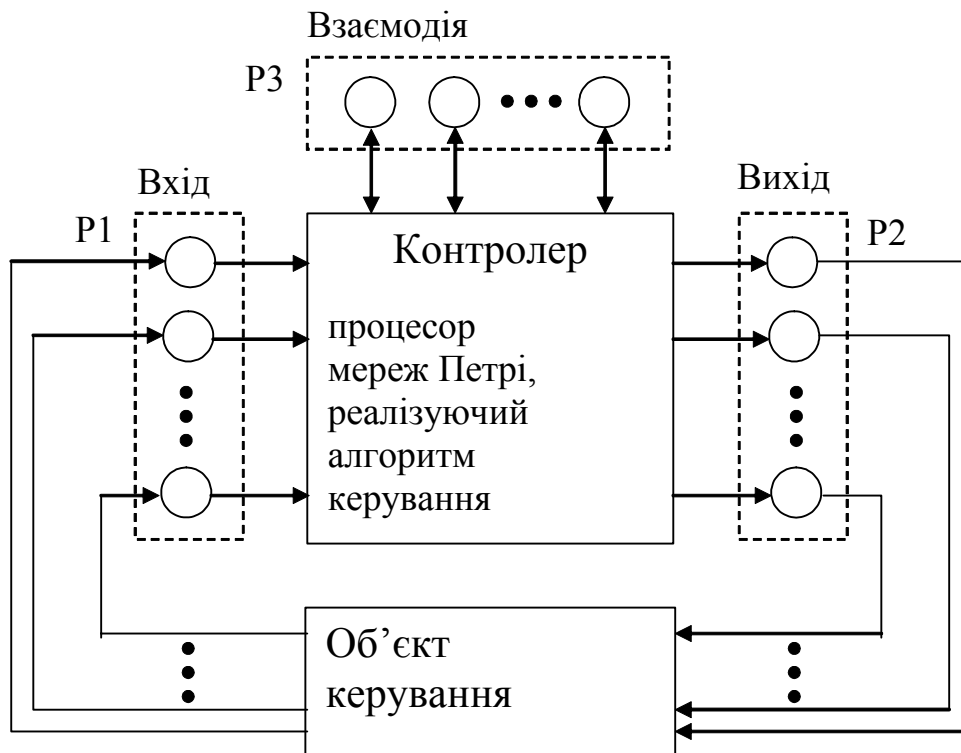 Взаємодія
P3
Вхід
P1
Вихід
P2
Контролер
процесор
мереж Петрі,
реалізуючий
алгоритм
керування
Об’єкт
керування